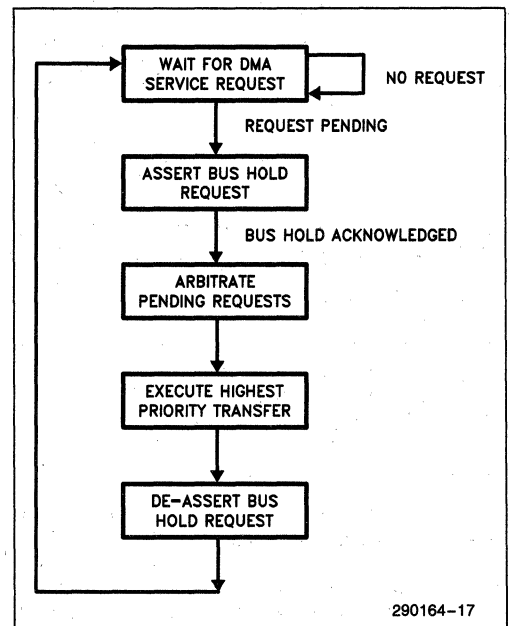 WAIT FOR DMA
SERVICE REQUEST
NO REQUEST
REQUEST PENDING
ASSERT BUS HOLD
REQUEST
BUS HOLD ACKNOWLEDGED
ARBITRATE
PENDING REQUESTS
EXECUTE HIGHEST
PRIORITY TRANSFER
DE-ASSERT BUS
HOLD REQUEST
290164-17